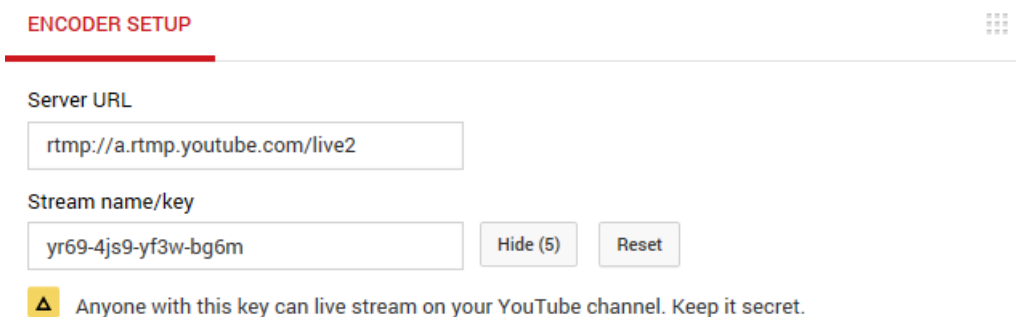 ENCODER SETUP
Server URL
rtmp://a.rtmp.youtube.com/live2
Stream name/key
yr69-4js9-yf3w-bg6m Hide (5) Reset
Anyone with this key can live stream on your YouTube channel. Keep it secret.